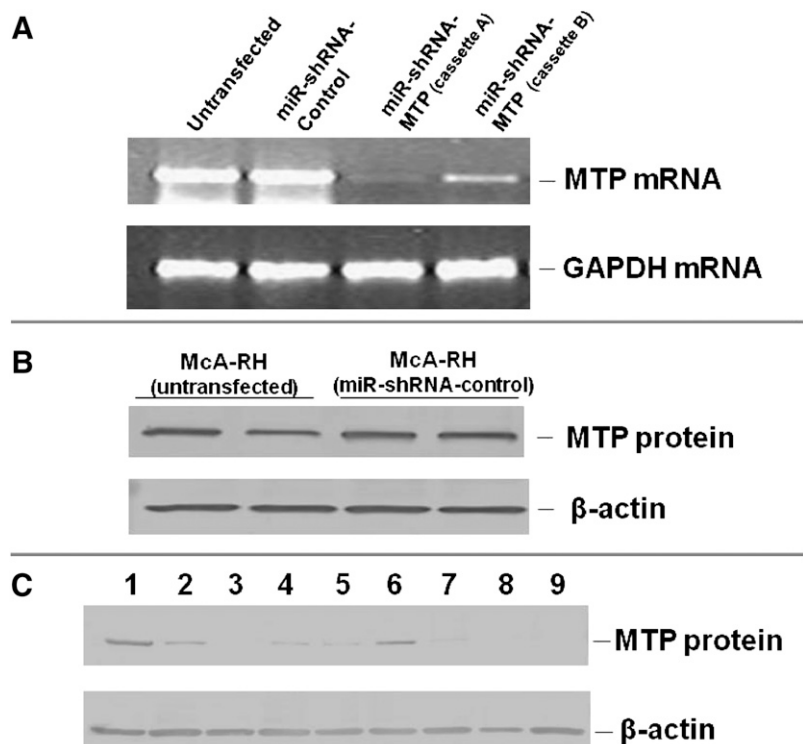 A
Untransfected
miR-shRNA-
Control
miR-shRNA-
MTP (cassette A)
miR-shRNA-
MTP (cassette B)
– MTP mRNA
– GAPDH mRNA
B
McA-RH
(untransfected)
McA-RH
(miR-shRNA-control)
– MTP protein
– β-actin
C
1 2 3 4 5 6 7 8 9
– MTP protein
– β-actin